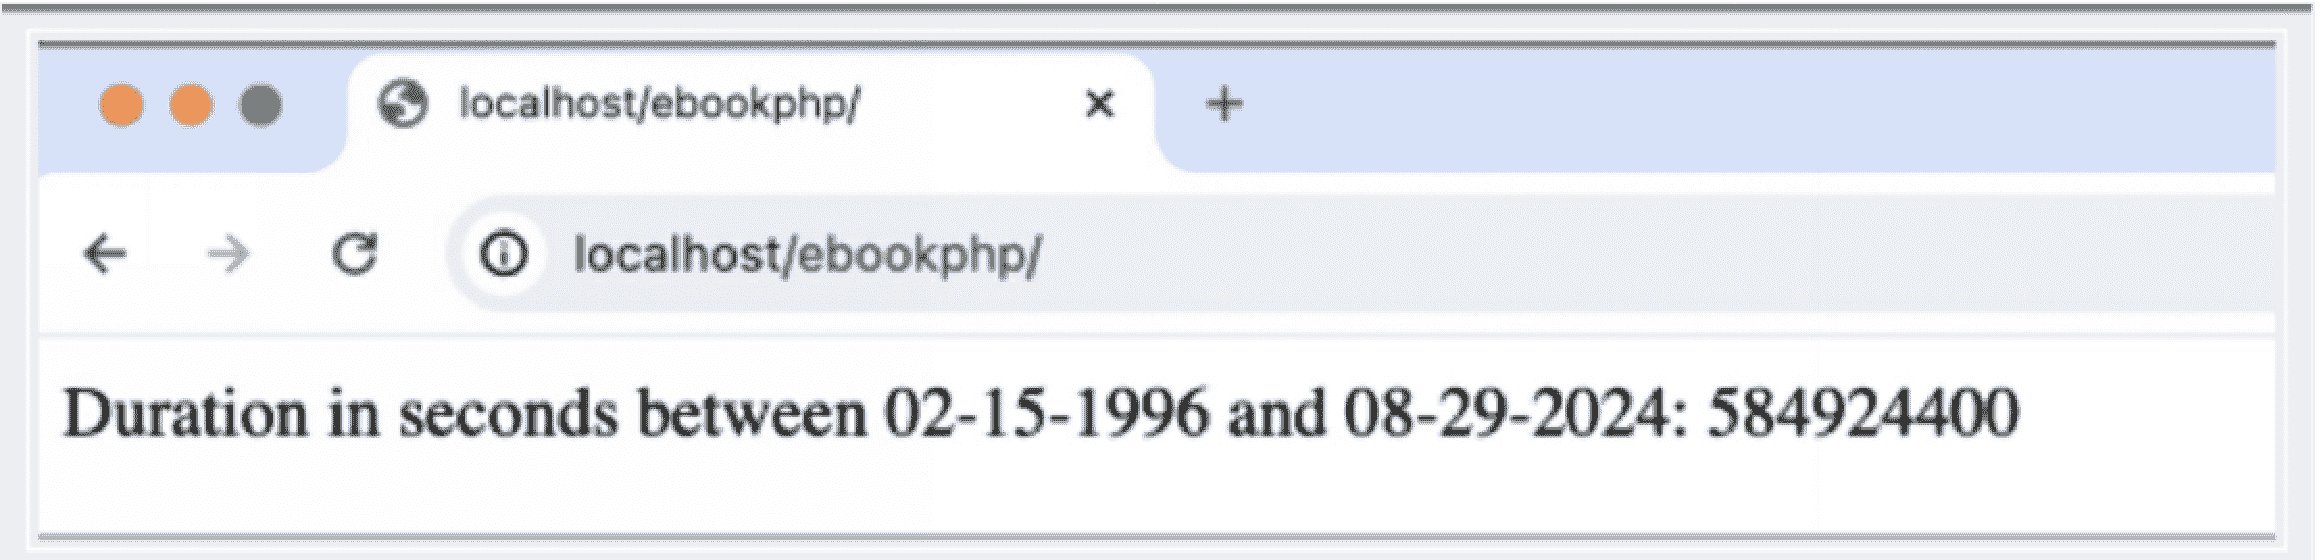 localhost/ebookphp/
localhost/ebookphp/
Duration in seconds between 02-15-1996 and 08-29-2024: 584924400